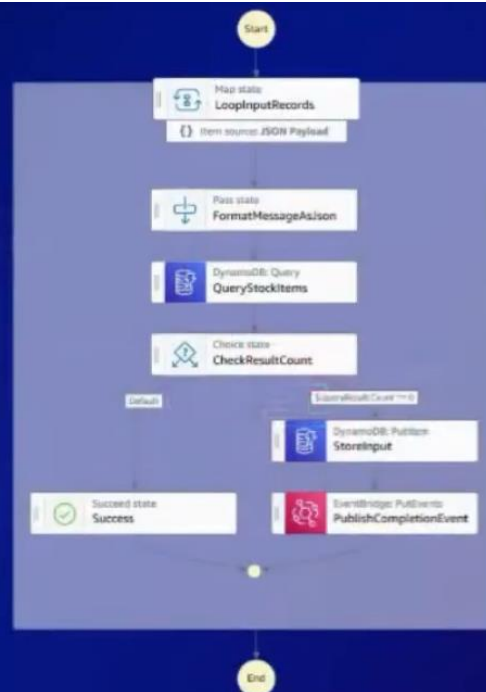 Start
Map state
LoopInputRecords
{} Item source: JSON Payload
Pass state
FormatMessageAsJson
DynamoDB: Query
QueryStockItems
Choice state
CheckResultCount
Default
DynamoDB: PutItem
StoreInput
Succeed state
Success
EventBridge: PutEvents
PublishCompletionEvent
End